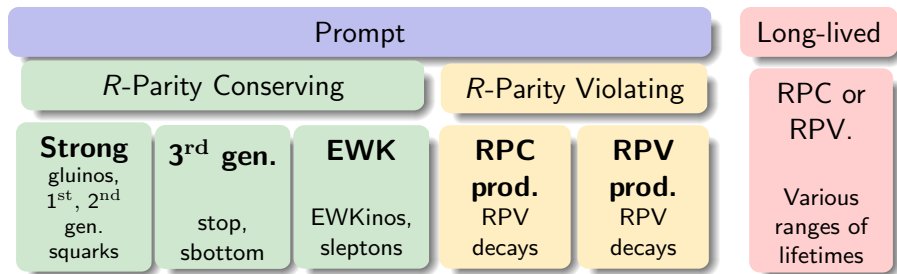 Prompt
Long-lived
R-Parity Conserving
R-Parity Violating
RPC or
RPV.
Various
ranges of
lifetimes
Strong
gluinos,
1st, 2nd
gen.
squarks
3rd gen.
stop,
sbottom
EWK
EWKinos,
sleptons
RPC
prod.
RPV
decays
RPV
prod.
RPV
decays